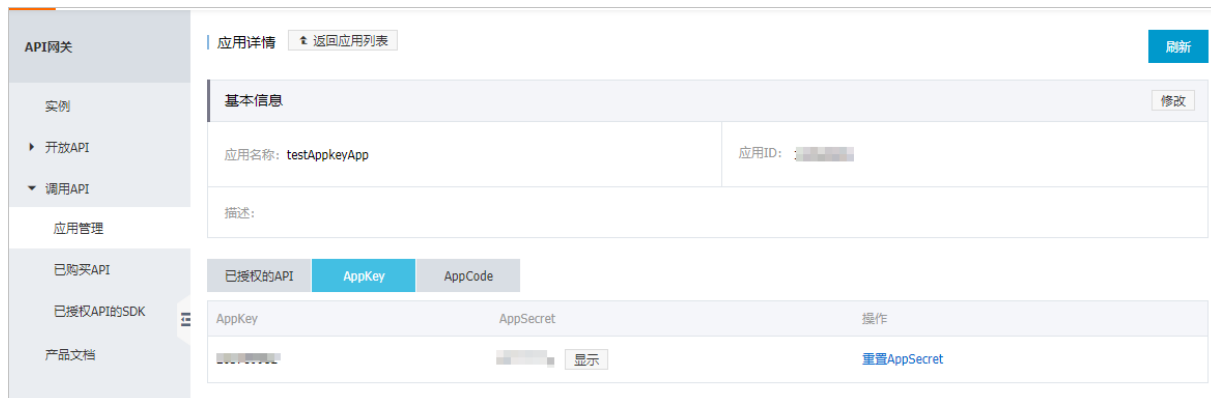 API网关
应用详情 返回应用列表
刷新
基本信息
修改
实例
开放API
应用名称: testAppkeyApp
应用ID:
调用API
描述:
应用管理
已购买API
已授权的API AppKey AppCode
已授权API的SDK
AppKey AppSecret 操作
产品文档
显示 重置AppSecret